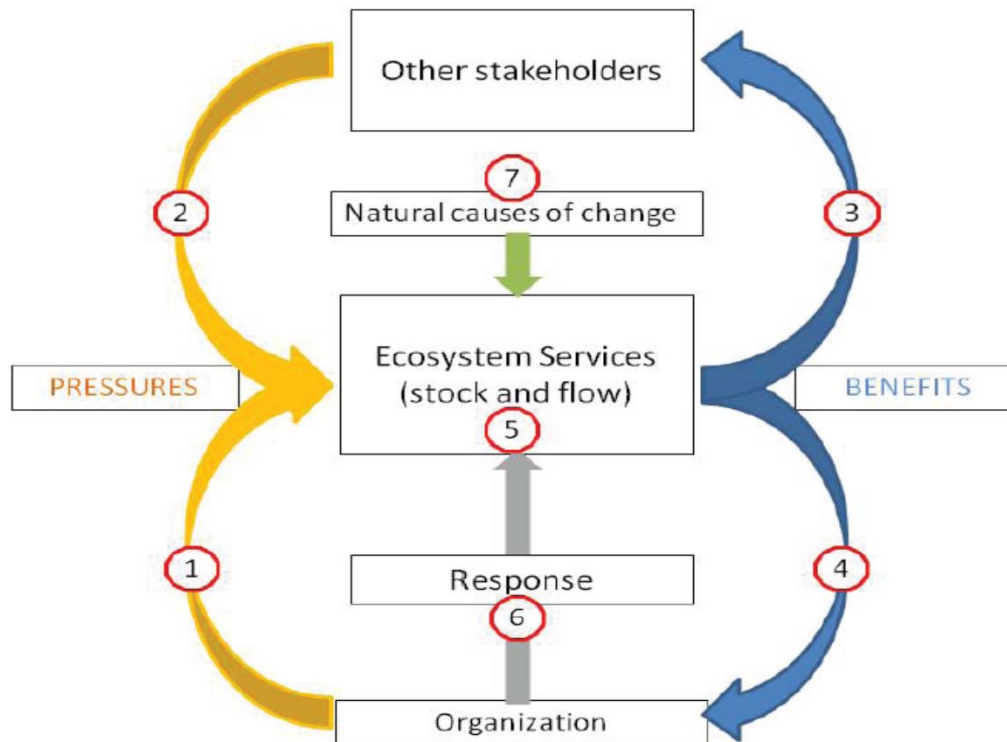 Other stakeholders
7
Natural causes of change
2
3
Ecosystem Services
(stock and flow)
5
PRESSURES
BENEFITS
1
Response
4
6
Organization